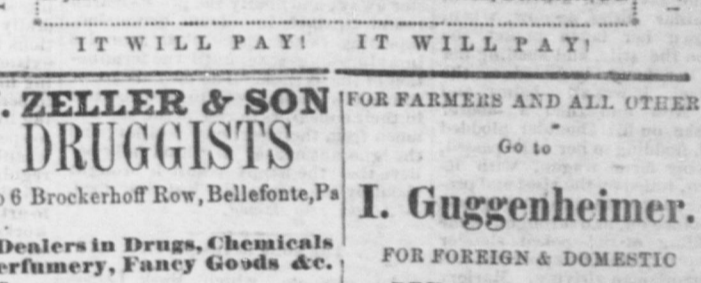 IT WILL PAY! IT WILL PAY!
. ZELLER & SON
DRUGGISTS
6 Brockerhoff Row, Bellefonte, Pa
Dealers in Drugs, Chemicals
erfumery, Fancy Goods &c.
FOR FARMERS AND ALL OTHER
Go to
I. Guggenheimer.
FOR FOREIGN & DOMESTIC